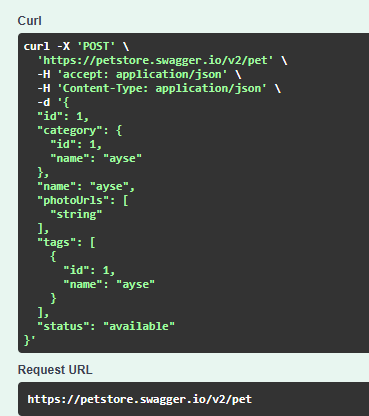 Curl
curl -X 'POST' \
  'https://petstore.swagger.io/v2/pet' \
  -H 'accept: application/json' \
  -H 'Content-Type: application/json' \
  -d '{
  "id": 1,
  "category": {
    "id": 1,
    "name": "ayse"
  },
  "name": "ayse",
  "photoUrls": [
    "string"
  ],
  "tags": [
    {
      "id": 1,
      "name": "ayse"
    }
  ],
  "status": "available"
}'
Request URL
https://petstore.swagger.io/v2/pet